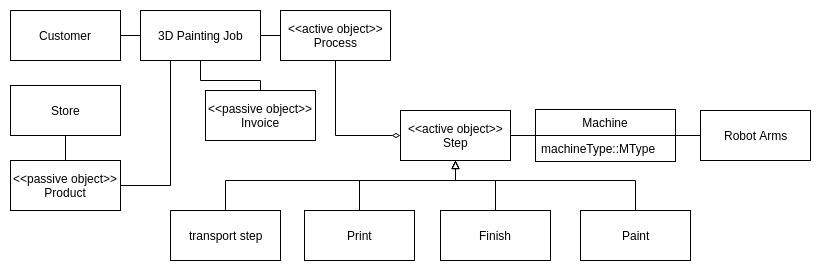 Customer
3D Painting Job
<<active object>>
Process
Store
<<passive object>>
Invoice
<<active object>>
Step
Machine
machineType::MType
Robot Arms
<<passive object>>
Product
transport step
Print
Finish
Paint